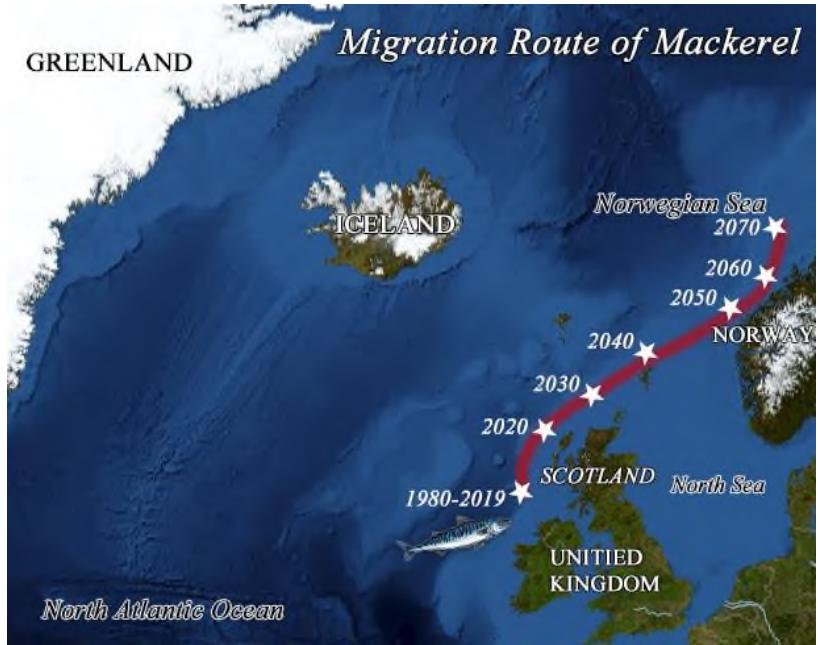 Migration Route of Mackerel
GREENLAND
Norwegian Sea
ICELAND
2070
2060
2050
NORWAY
2040
2030
2020
SCOTLAND
1980-2019
North Sea
UNITIED
KINGDOM
North Atlantic Ocean